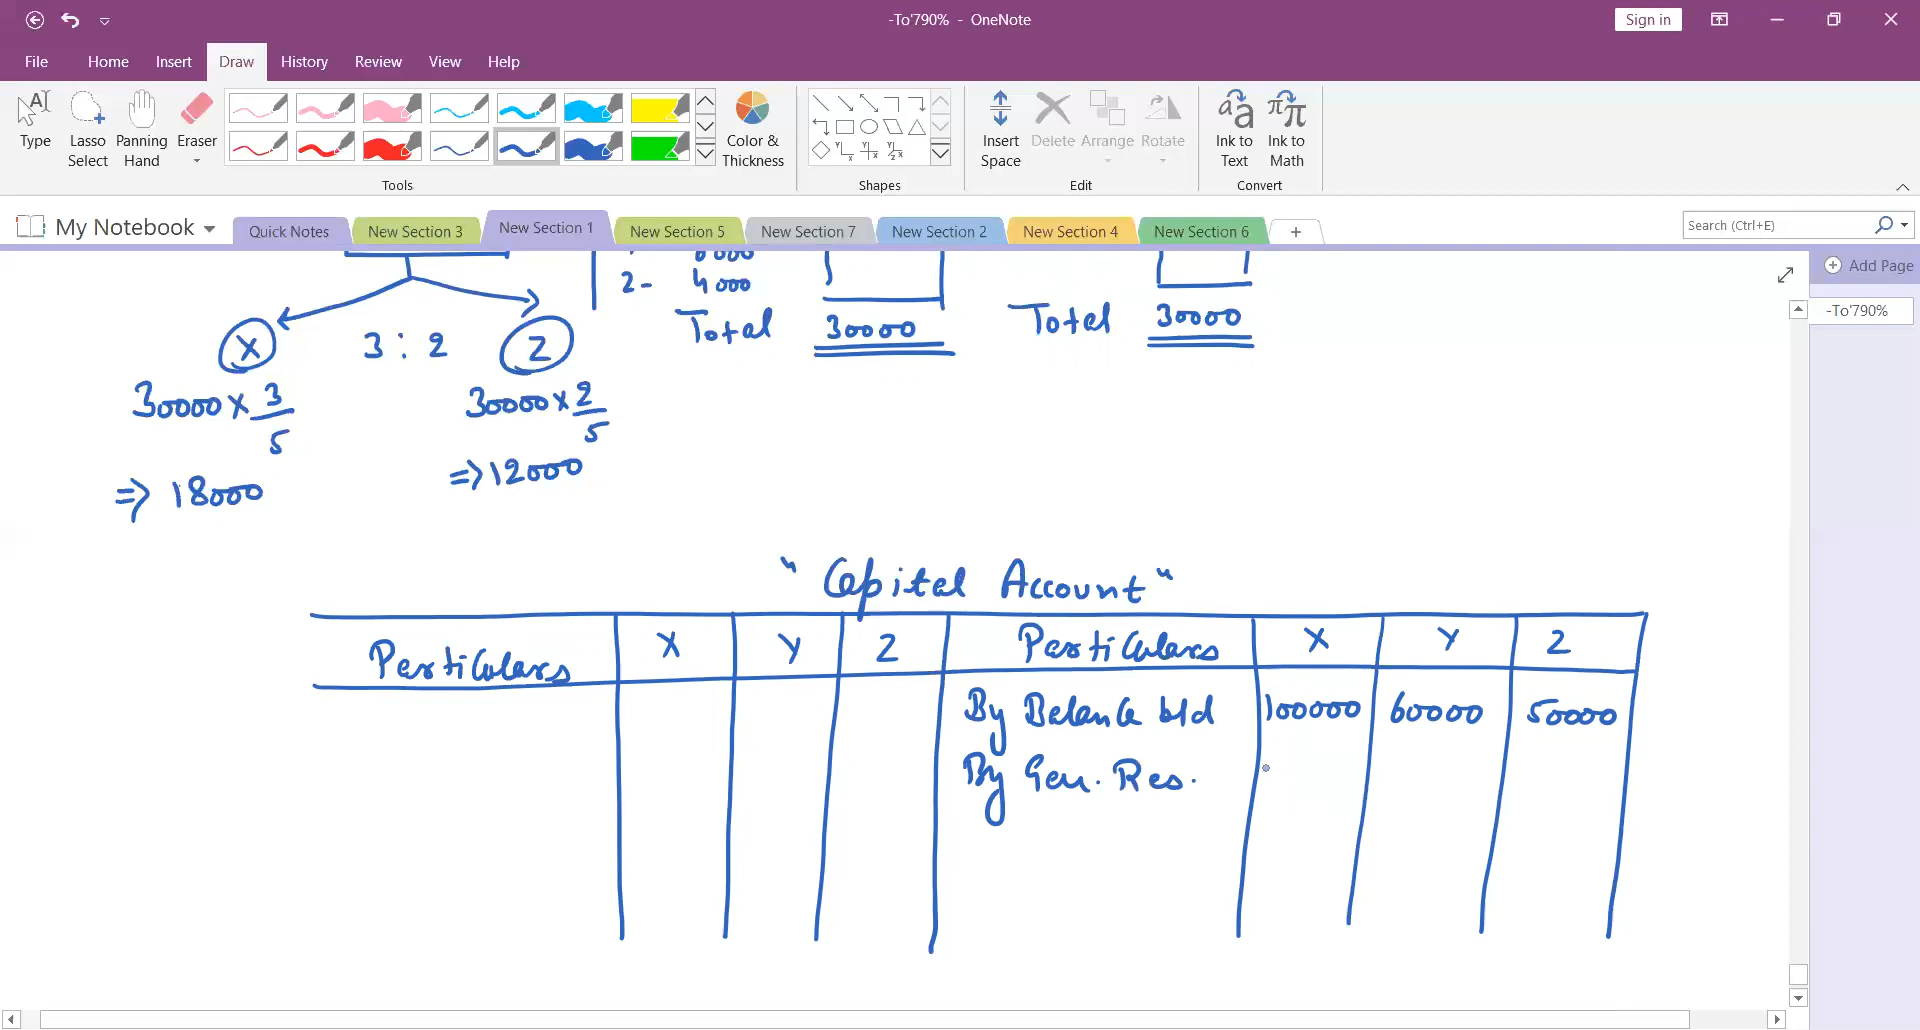 -To'790% - OneNote
Sign in
File Home Insert Draw History Review View Help
Type
Lasso Select
Panning Hand
Eraser
Color & Thickness
Insert Space
Delete
Arrange
Rotate
Ink to Text
Ink to Math
Tools
Shapes
Edit
Convert
My Notebook
Quick Notes
New Section 3
New Section 1
New Section 5
New Section 7
New Section 2
New Section 4
New Section 6
Search (Ctrl+E)
Add Page
-To'790%
2- 4000
Total 30000 Total 30000
X 3 : 2 Z
30000 x 3/5 30000 x 2/5
=> 18000 => 12000
"Capital Account"
Particulars X Y Z Particulars X Y Z
By Balance b/d 100000 60000 50000
By Gen. Res.